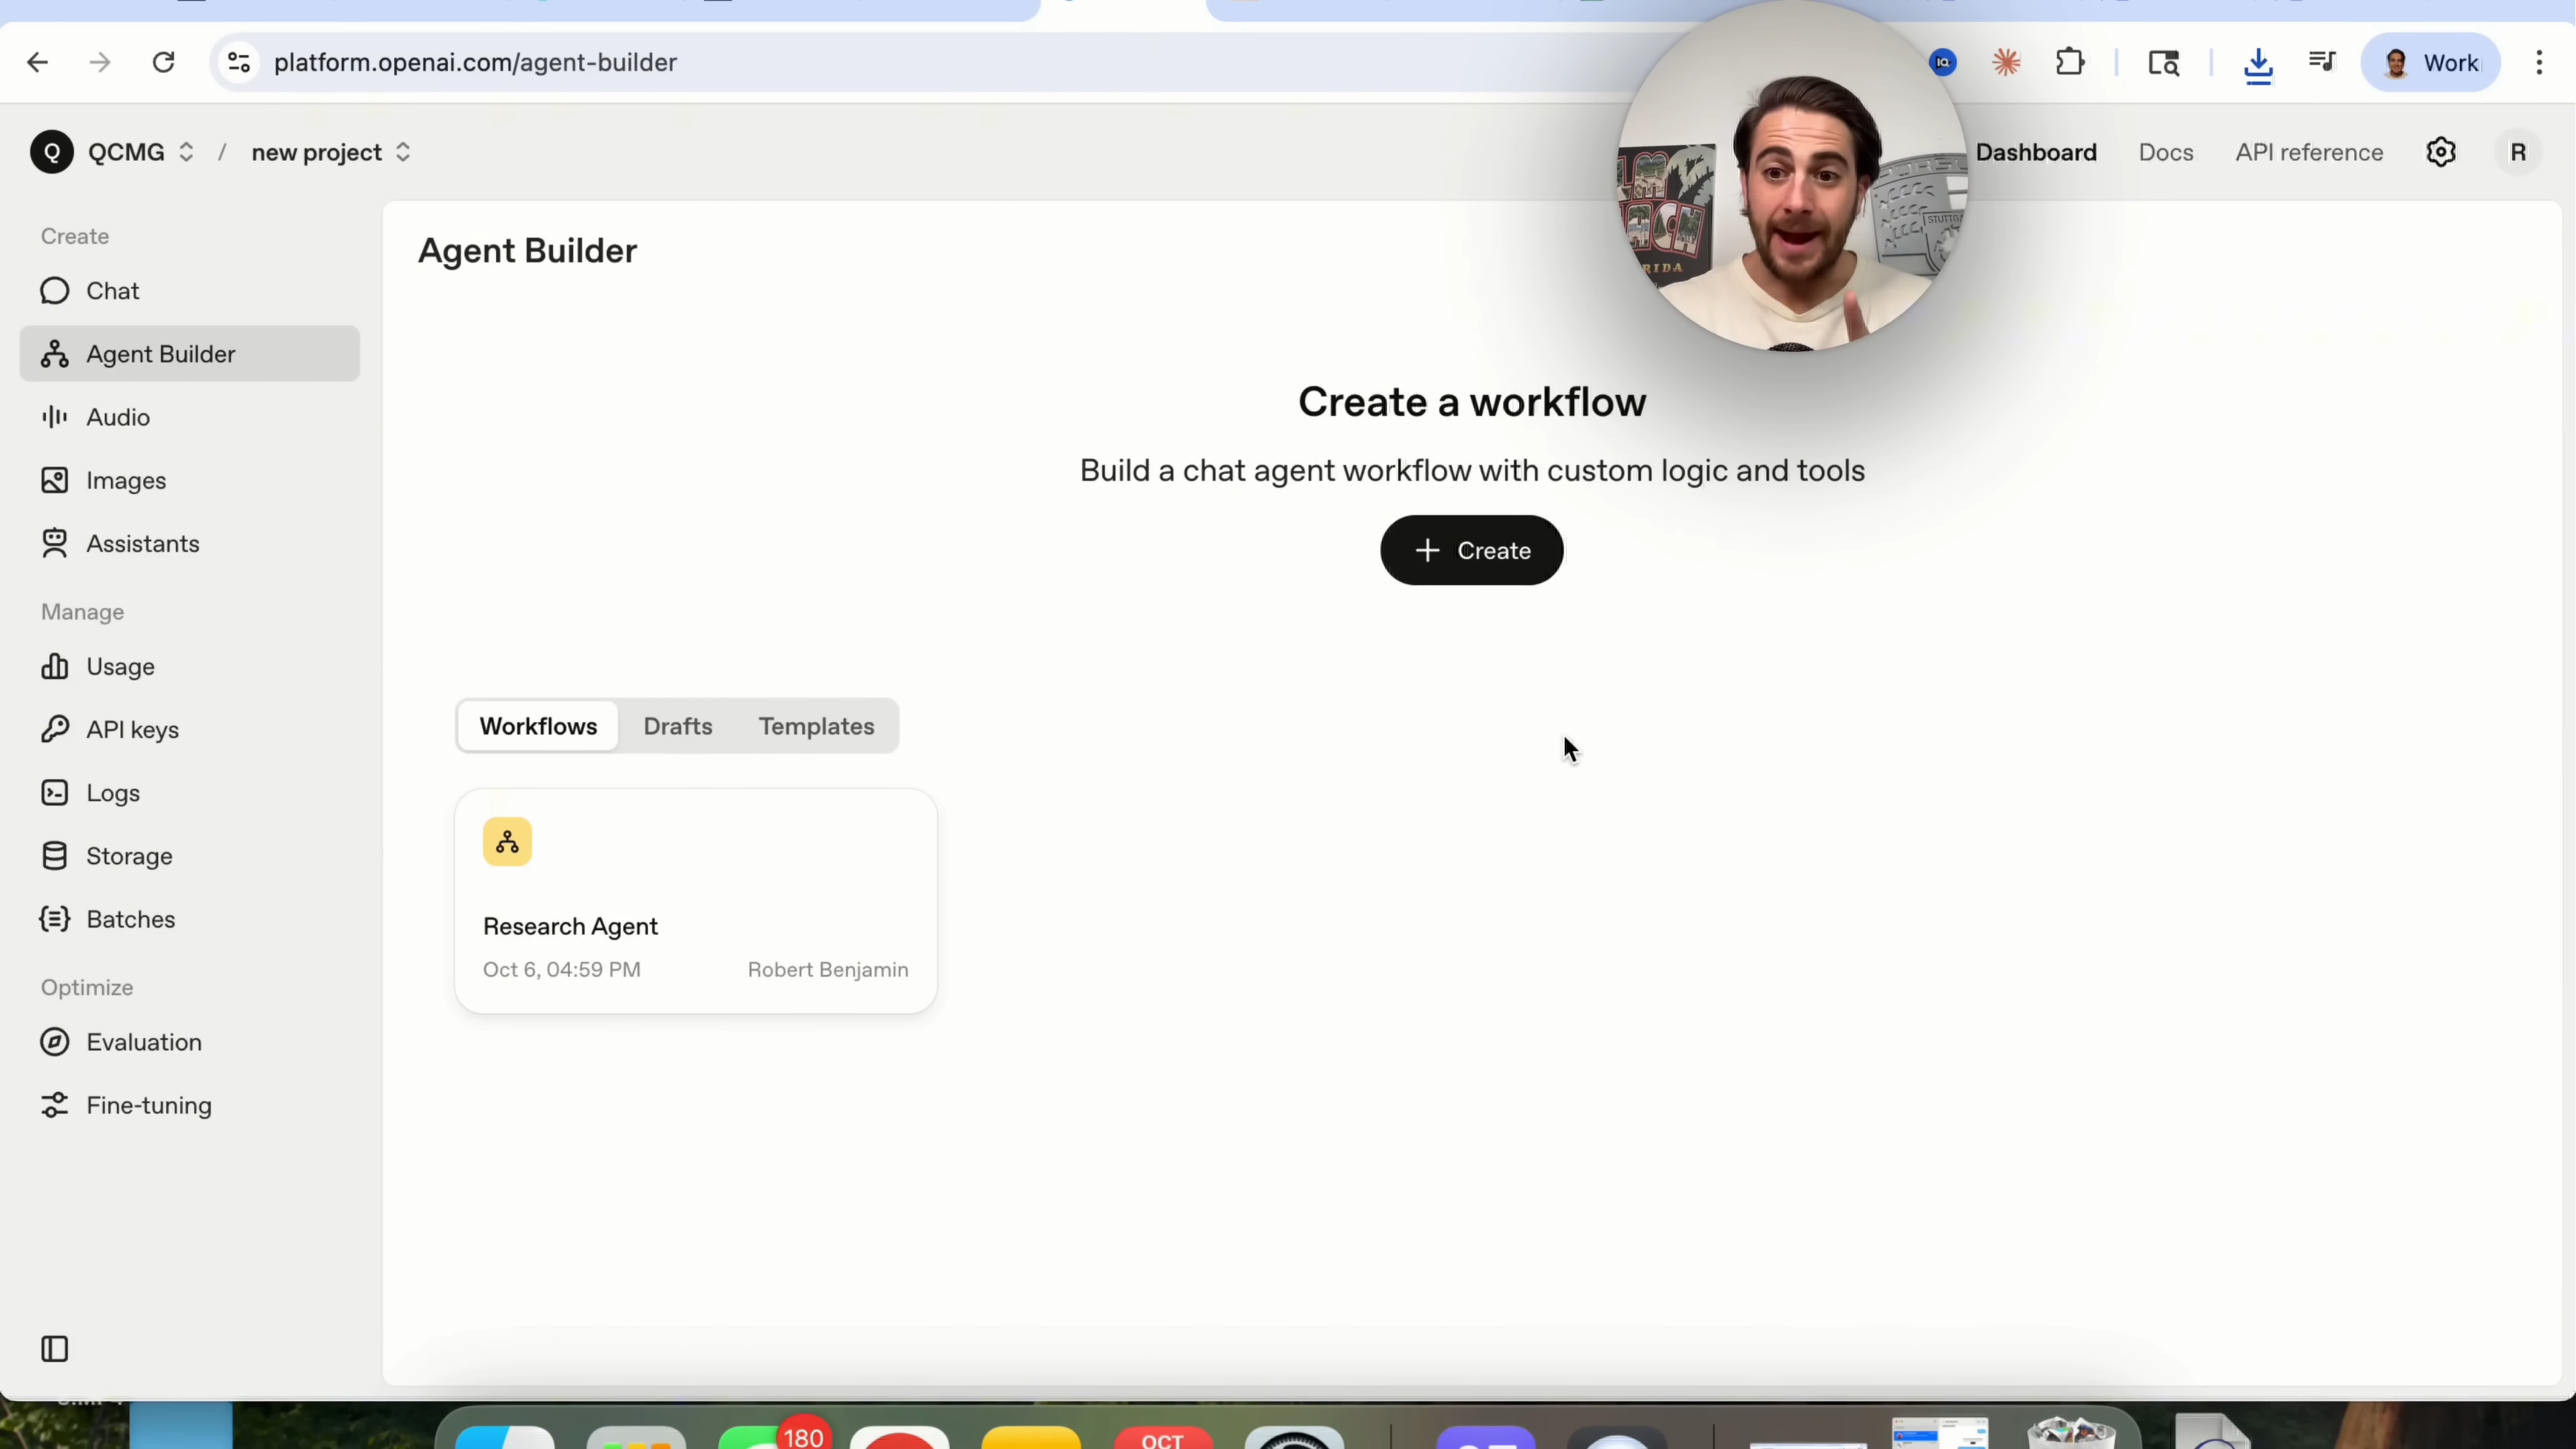 platform.openai.com/agent-builder
IQ
Work
Q QCMG / new project
Dashboard Docs API reference R
Create
Chat
Agent Builder
Audio
Images
Assistants
Manage
Usage
API keys
Logs
Storage
Batches
Optimize
Evaluation
Fine-tuning
Agent Builder
Create a workflow
Build a chat agent workflow with custom logic and tools
+ Create
Workflows Drafts Templates
Research Agent
Oct 6, 04:59 PM Robert Benjamin
180
OCT